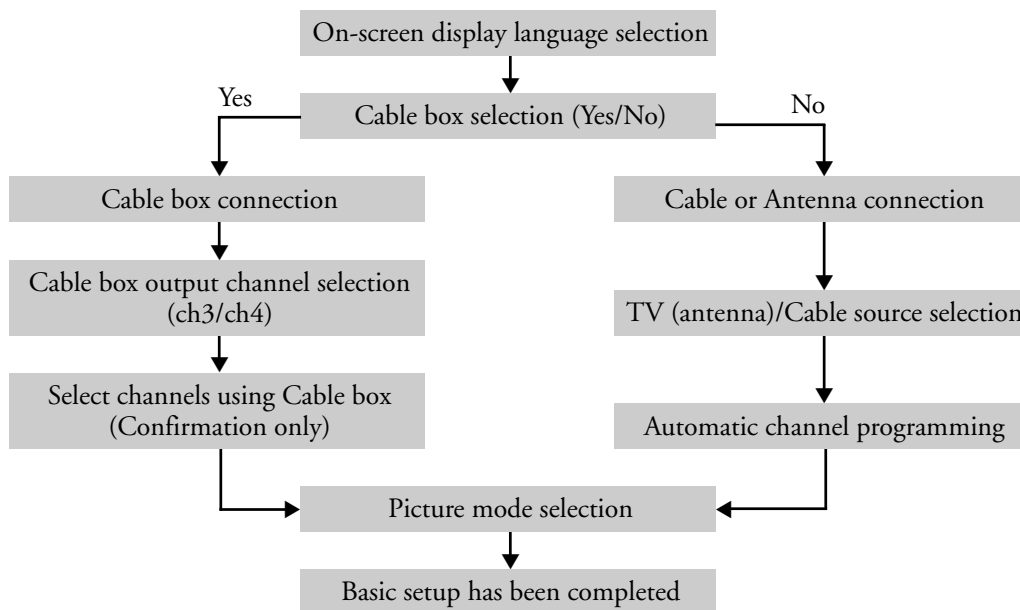 On-screen display language selection
Yes
Cable box selection (Yes/No)
No
Cable box connection
Cable or Antenna connection
Cable box output channel selection
(ch3/ch4)
TV (antenna)/Cable source selection
Select channels using Cable box
(Confirmation only)
Automatic channel programming
Picture mode selection
Basic setup has been completed